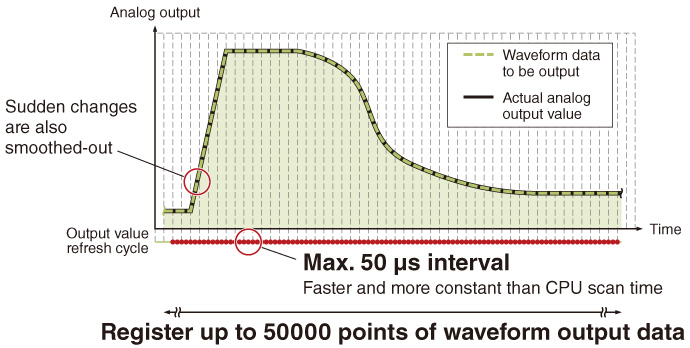 Analog output
Waveform data
to be output
Actual analog
output value
Sudden changes
are also
smoothed-out
Time
Output value
refresh cycle
Max. 50 µs interval
Faster and more constant than CPU scan time
Register up to 50000 points of waveform output data